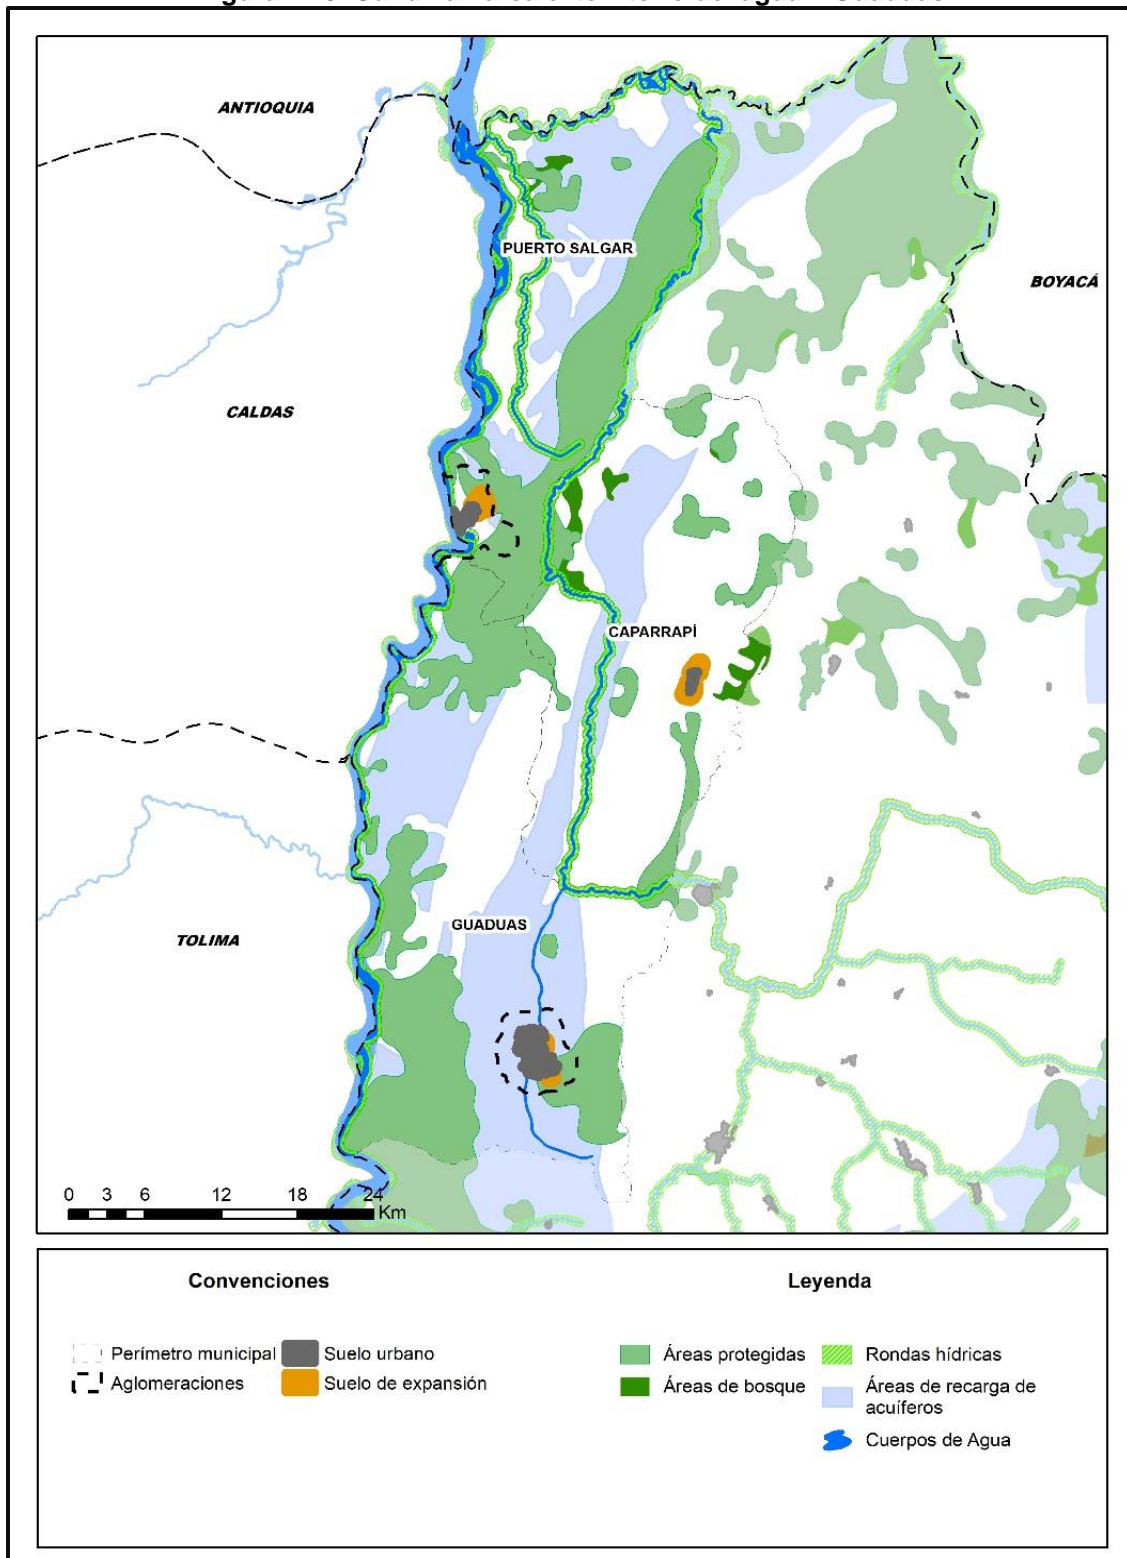 ANTIOQUIA
PUERTO SALGAR
BOYACÁ
CALDAS
CAPARRAPÍ
GUADUAS
TOLIMA
0 3 6 12 18 24
Km
Convenciones
Leyenda
Perímetro municipal
Suelo urbano
Áreas protegidas
Rondas hídricas
Aglomeraciones
Suelo de expansión
Áreas de bosque
Áreas de recarga de
acuíferos
Cuerpos de Agua